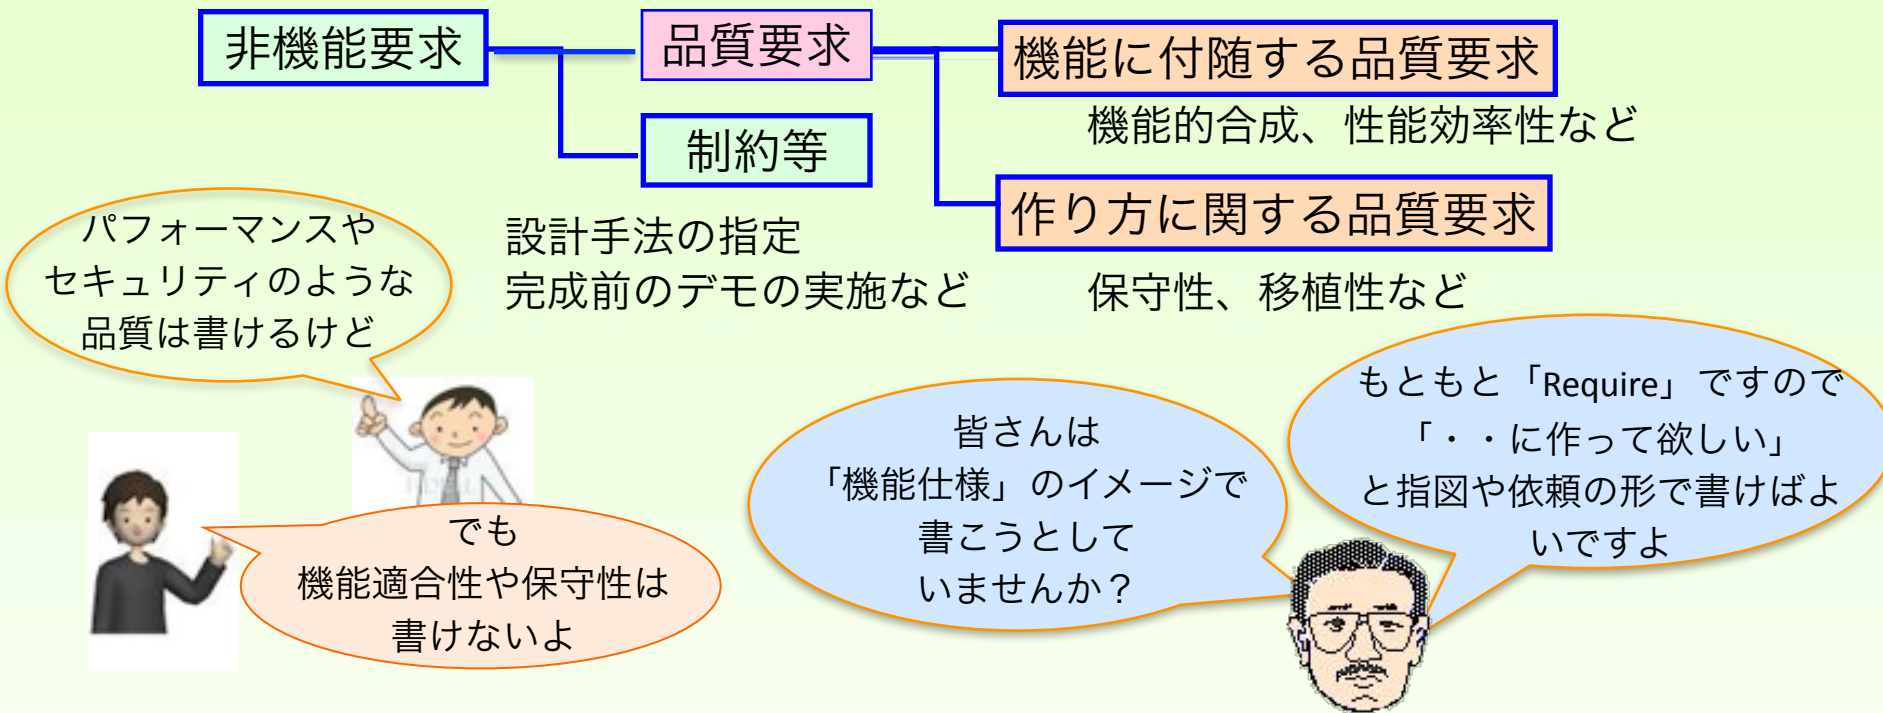 非機能要求
品質要求
機能に付随する品質要求
機能的合成、性能効率性など
制約等
作り方に関する品質要求
設計手法の指定
完成前のデモの実施など
保守性、移植性など
パフォーマンスや
セキュリティのような
品質は書けるけど
でも
機能適合性や保守性は
書けないよ
皆さんは
「機能仕様」のイメージで
書こうとして
いませんか？
もともと「Require」ですので
「・・に作って欲しい」
と指図や依頼の形で書けばよ
いですよ